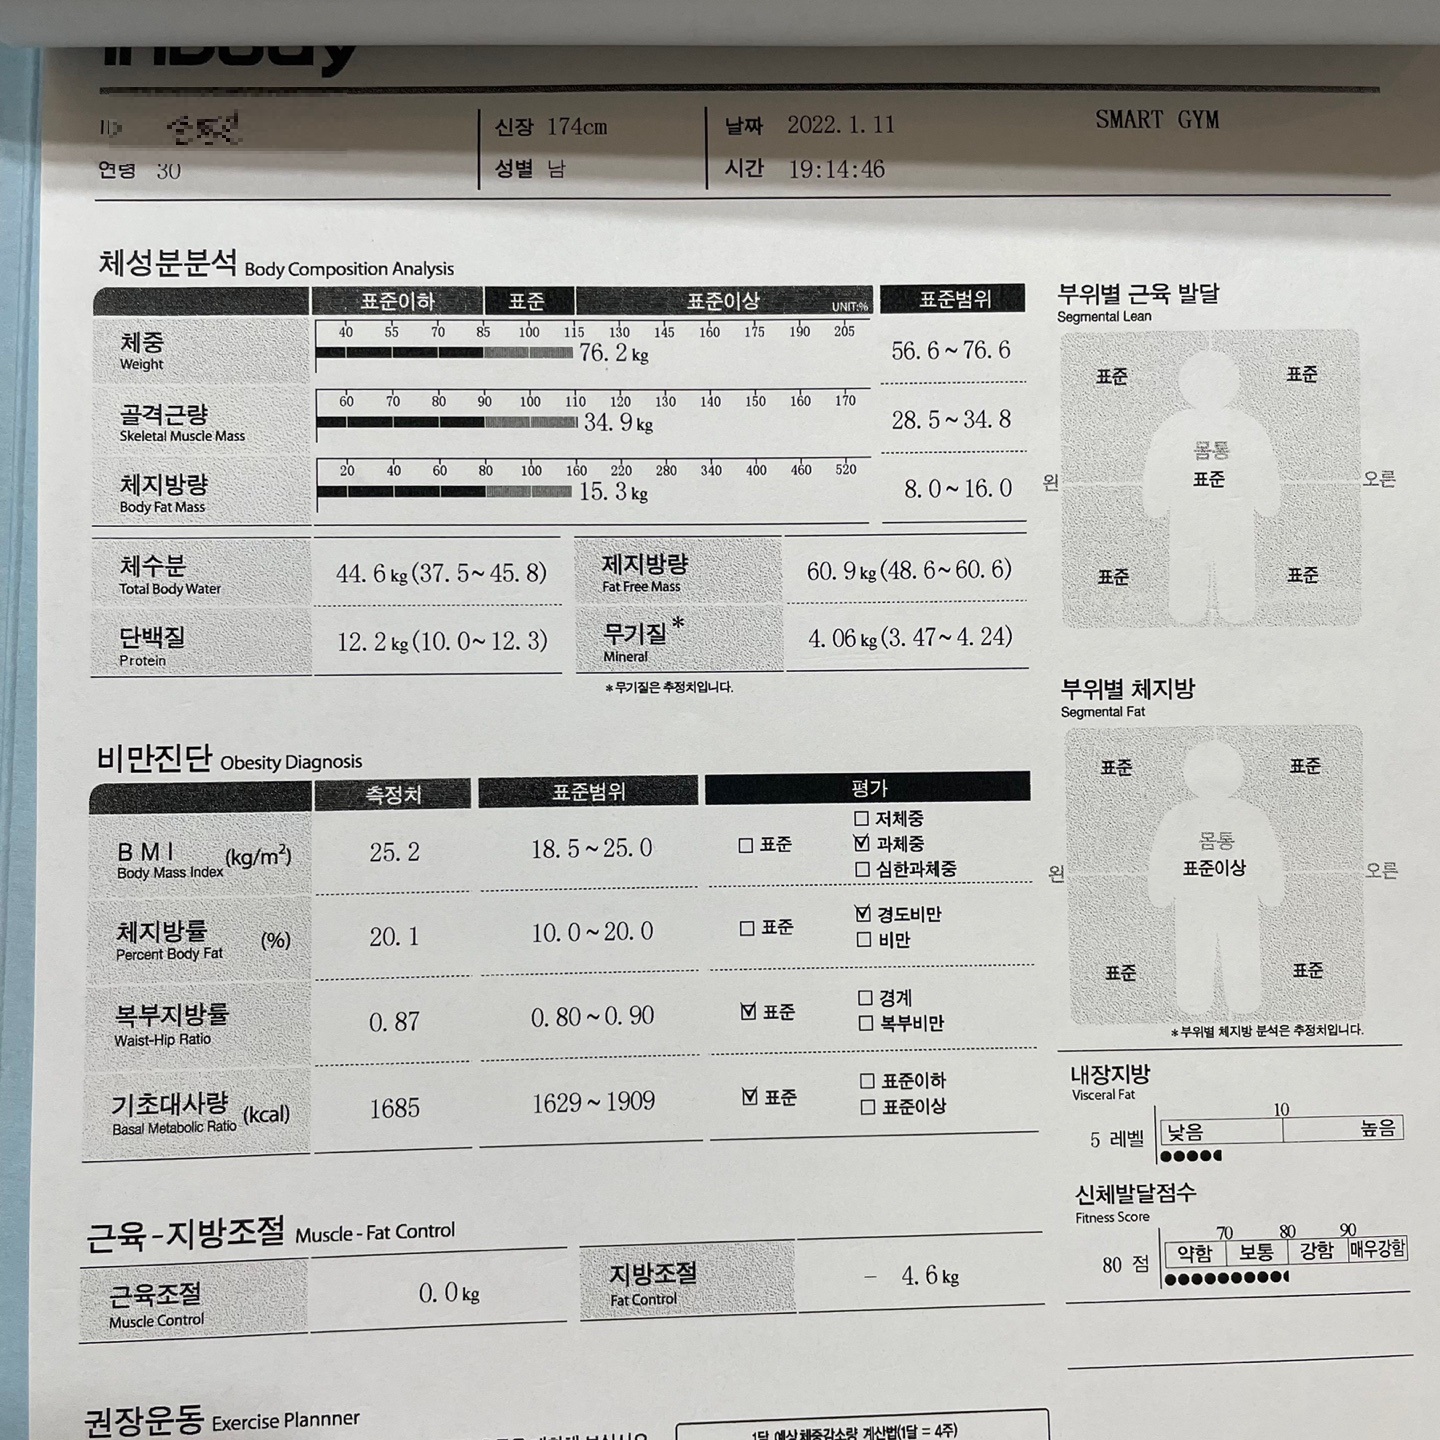 InBody
ID
신장 174cm
날짜 2022. 1. 11
SMART GYM
연령 30
성별 남
시간 19:14:46
체성분분석 Body Composition Analysis
표준이하 표준 표준이상 UNIT:% 표준범위
체중 Weight
40 55 70 85 100 115 130 145 160 175 190 205
76. 2 kg
56. 6 ~ 76. 6
골격근량 Skeletal Muscle Mass
60 70 80 90 100 110 120 130 140 150 160 170
34. 9 kg
28. 5 ~ 34. 8
체지방량 Body Fat Mass
20 40 60 80 100 160 220 280 340 400 460 520
15. 3 kg
8. 0 ~ 16. 0
체수분 Total Body Water
44. 6 kg (37. 5 ~ 45. 8)
제지방량 Fat Free Mass
60. 9 kg (48. 6 ~ 60. 6)
단백질 Protein
12. 2 kg (10. 0 ~ 12. 3)
무기질 * Mineral
4. 06 kg (3. 47 ~ 4. 24)
* 무기질은 추정치입니다.
부위별 근육 발달
Segmental Lean
표준 표준
몸통
표준
왼 오른
표준 표준
부위별 체지방
Segmental Fat
표준 표준
몸통
표준이상
왼 오른
표준 표준
* 부위별 체지방 분석은 추정치입니다.
비만진단 Obesity Diagnosis
측정치 표준범위 평가
B M I (kg/m²)
Body Mass Index
25. 2
18. 5 ~ 25. 0
☐ 표준
☐ 저체중
☑ 과체중
☐ 심한과체중
체지방률 (%)
Percent Body Fat
20. 1
10. 0 ~ 20. 0
☐ 표준
☑ 경도비만
☐ 비만
복부지방률
Waist-Hip Ratio
0. 87
0. 80 ~ 0. 90
☑ 표준
☐ 경계
☐ 복부비만
기초대사량 (kcal)
Basal Metabolic Ratio
1685
1629 ~ 1909
☑ 표준
☐ 표준이하
☐ 표준이상
내장지방
Visceral Fat
10
5 레벨 낮음 높음
신체발달점수
Fitness Score
70 80 90
80 점 약함 보통 강함 매우강함
근육-지방조절 Muscle - Fat Control
근육조절
Muscle Control
0. 0 kg
지방조절
Fat Control
- 4. 6 kg
권장운동 Exercise Plannner
1달 예상체중감소량 계산법(1달 = 4주)